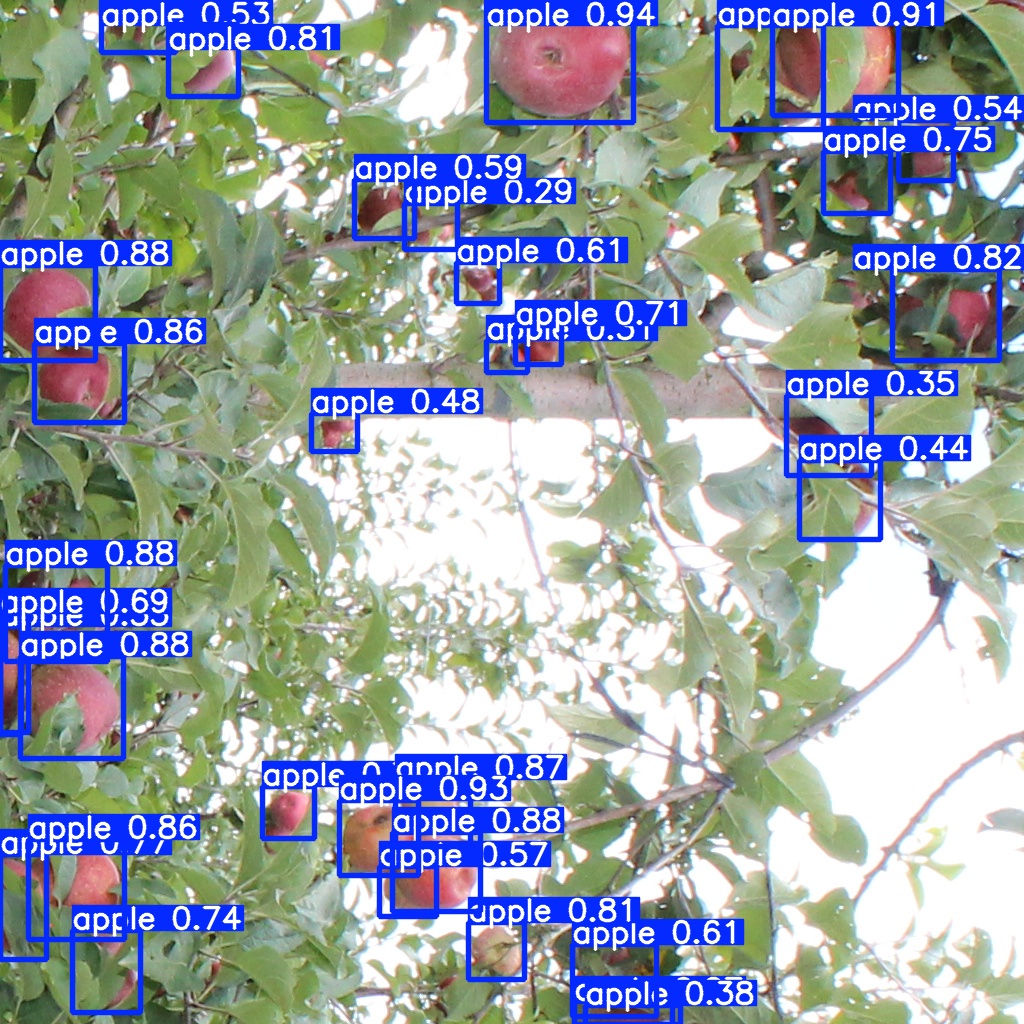 apple 0.53
apple 0.81
apple 0.94
apple 0.91
apple 0.54
apple 0.75
apple 0.59
apple 0.29
apple 0.61
apple 0.88
apple 0.82
apple 0.71
apple 0.86
apple 0.35
apple 0.48
apple 0.44
apple 0.88
apple 0.69
apple 0.88
apple
apple 0.87
apple 0.93
apple 0.88
apple 0.86
apple 0.57
apple 0.74
apple 0.81
apple 0.61
apple 0.38